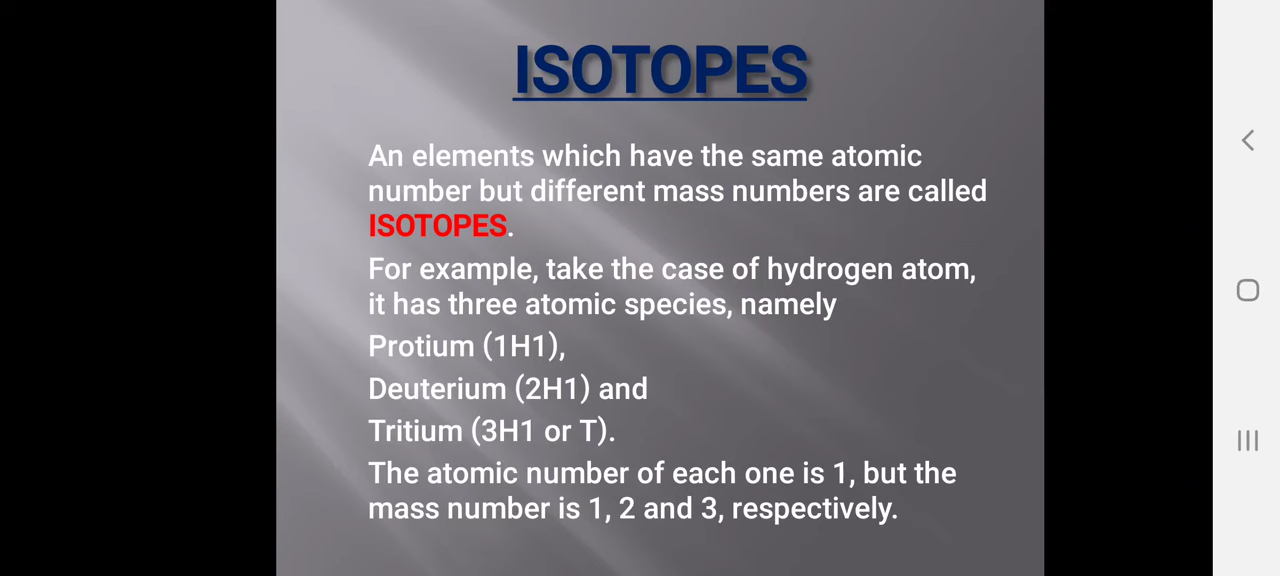 ISOTOPES
An elements which have the same atomic
number but different mass numbers are called
ISOTOPES.
For example, take the case of hydrogen atom,
it has three atomic species, namely
Protium (1H1),
Deuterium (2H1) and
Tritium (3H1 or T).
The atomic number of each one is 1, but the
mass number is 1, 2 and 3, respectively.